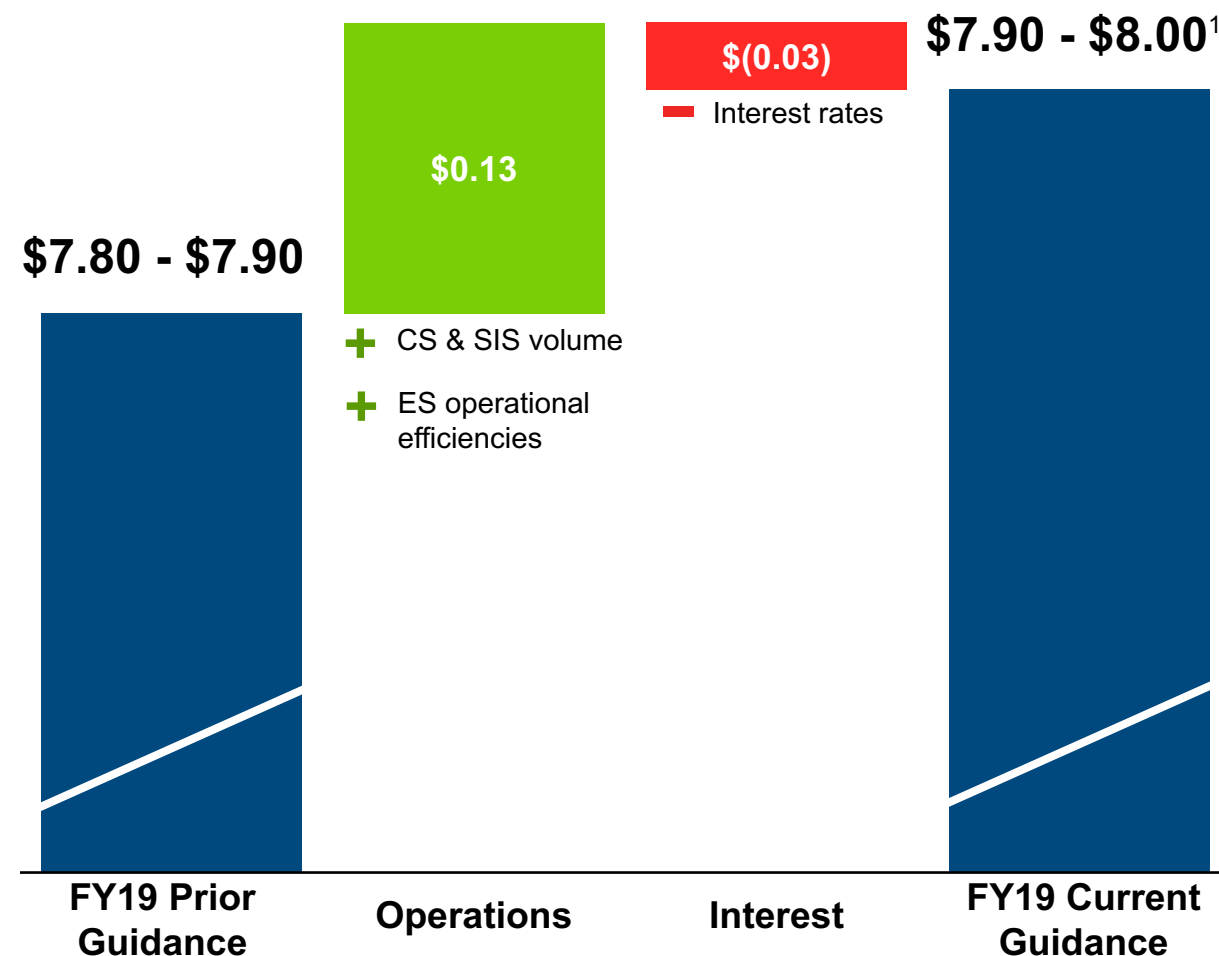 $7.80 - $7.90
$0.13
+ CS & SIS volume
+ ES operational
efficiencies
$(0.03)
- Interest rates
$7.90 - $8.00¹
FY19 Prior
Guidance
Operations
Interest
FY19 Current
Guidance